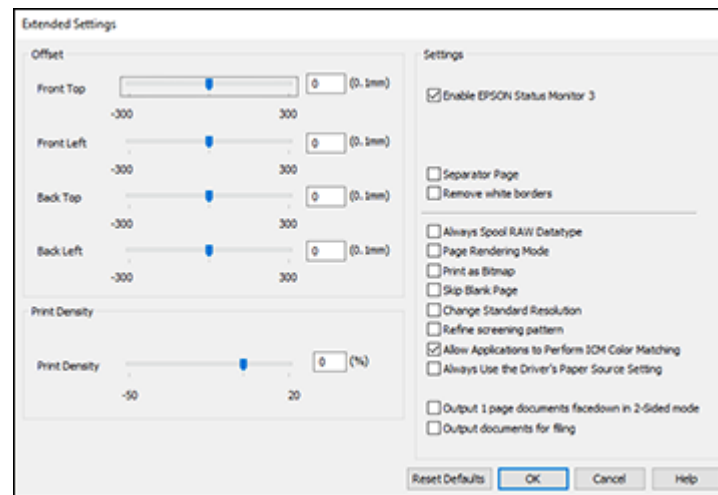 Extended Settings
Offset
Front Top 0 (0.1mm)
-300 300
Front Left 0 (0.1mm)
-300 300
Back Top 0 (0.1mm)
-300 300
Back Left 0 (0.1mm)
-300 300
Print Density
Print Density 0 (%)
-50 20
Settings
Enable EPSON Status Monitor 3
Separator Page
Remove white borders
Always Spool RAW Datatype
Page Rendering Mode
Print as Bitmap
Skip Blank Page
Change Standard Resolution
Refine screening pattern
Allow Applications to Perform ICM Color Matching
Always Use the Driver's Paper Source Setting
Output 1 page documents facedown in 2-Sided mode
Output documents for filing
Reset Defaults OK Cancel Help